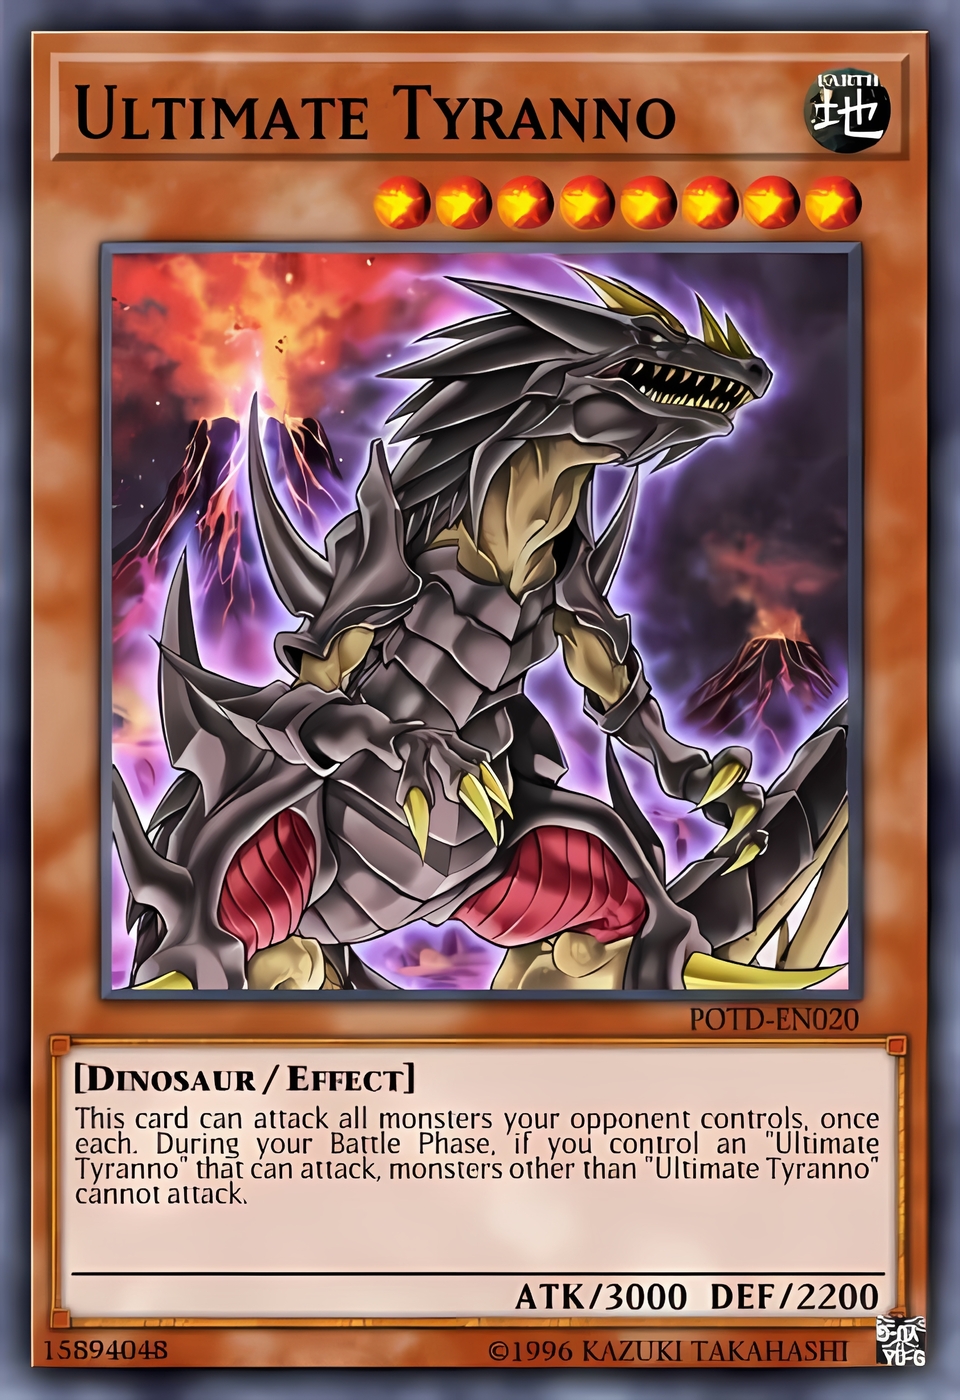 ULTIMATE TYRANNO
EARTH
地
POTD-EN020
[DINOSAUR / EFFECT]
This card can attack all monsters your opponent controls, once
each. During your Battle Phase, if you control an "Ultimate
Tyranno" that can attack, monsters other than "Ultimate Tyranno"
cannot attack.
ATK/3000 DEF/2200
15894048
©1996 KAZUKI TAKAHASHI